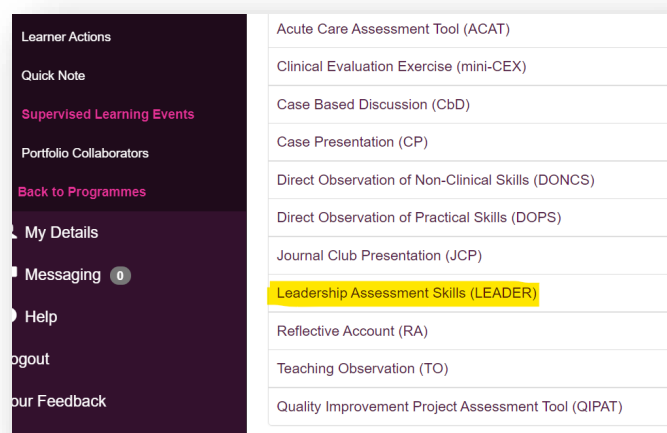 Learner Actions
Quick Note
Supervised Learning Events
Portfolio Collaborators
Back to Programmes
My Details
Messaging 0
Help
ogout
our Feedback
Acute Care Assessment Tool (ACAT)
Clinical Evaluation Exercise (mini-CEX)
Case Based Discussion (CbD)
Case Presentation (CP)
Direct Observation of Non-Clinical Skills (DONCS)
Direct Observation of Practical Skills (DOPS)
Journal Club Presentation (JCP)
Leadership Assessment Skills (LEADER)
Reflective Account (RA)
Teaching Observation (TO)
Quality Improvement Project Assessment Tool (QIPAT)